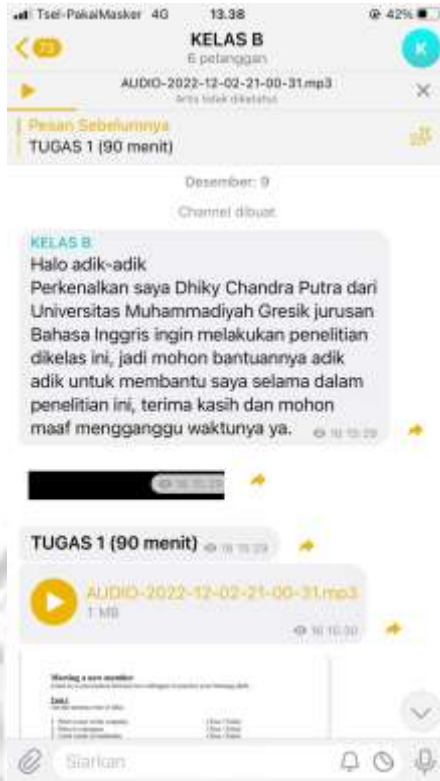 Tsel-PakaiMasker 4G 13.38 42%
73 KELAS B K
6 pelanggan
AUDIO-2022-12-02-21-00-31.mp3
Artis tidak diketahui
Pesan Sebelumnya
TUGAS 1 (90 menit)
Desember: 9
Channel dibuat
KELAS B
Halo adik-adik
Perkenalkan saya Dhiky Chandra Putra dari
Universitas Muhammadiyah Gresik jurusan
Bahasa Inggris ingin melakukan penelitian
dikelas ini, jadi mohon bantuannya adik
adik untuk membantu saya selama dalam
penelitian ini, terima kasih dan mohon
maaf mengganggu waktunya ya.
TUGAS 1 (90 menit)
AUDIO-2022-12-02-21-00-31.mp3
1 MB
Meeting a new member
Siarkan